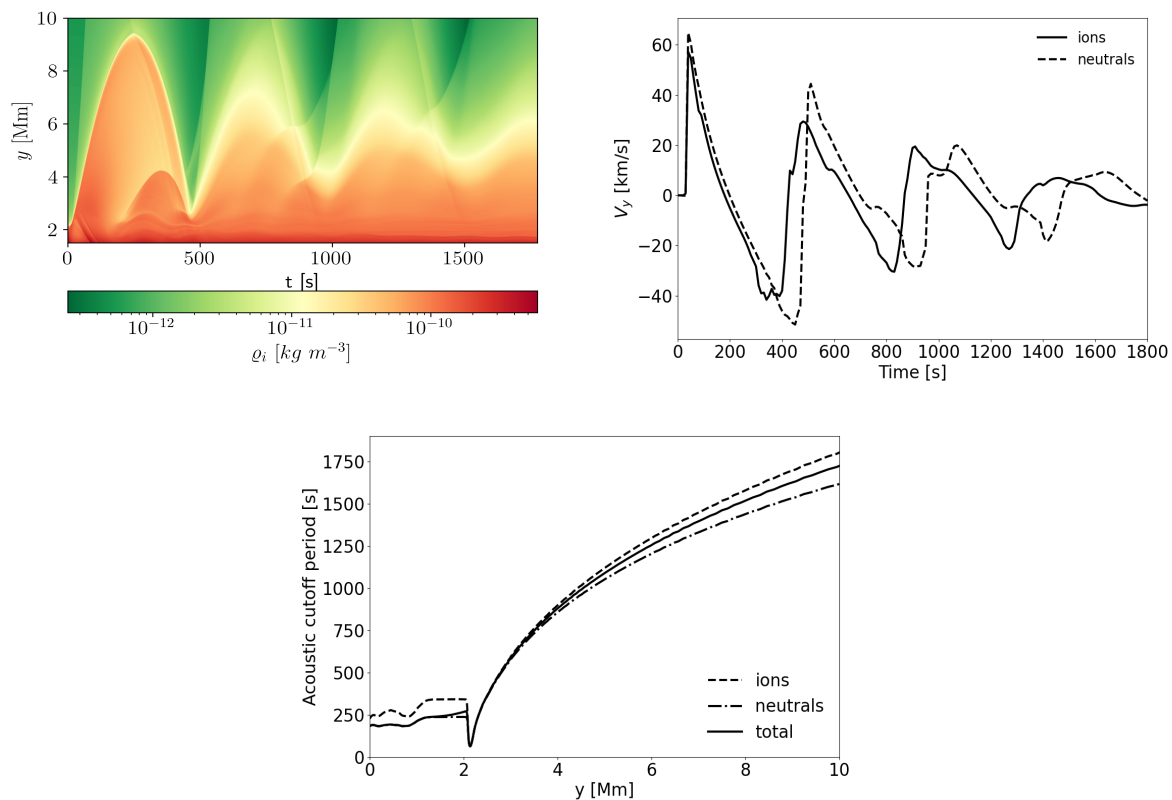 10
8
6
4
2
y [Mm]
0
500
1000
1500
t [s]
10⁻¹²
10⁻¹¹
10⁻¹⁰
ϱᵢ [kg m⁻³]
60
40
20
0
−20
−40
V_y [km/s]
ions
neutrals
0 200 400 600 800 1000 1200 1400 1600 1800
Time [s]
1750
1500
1250
1000
750
500
250
0
Acoustic cutoff period [s]
ions
neutrals
total
0 2 4 6 8 10
y [Mm]